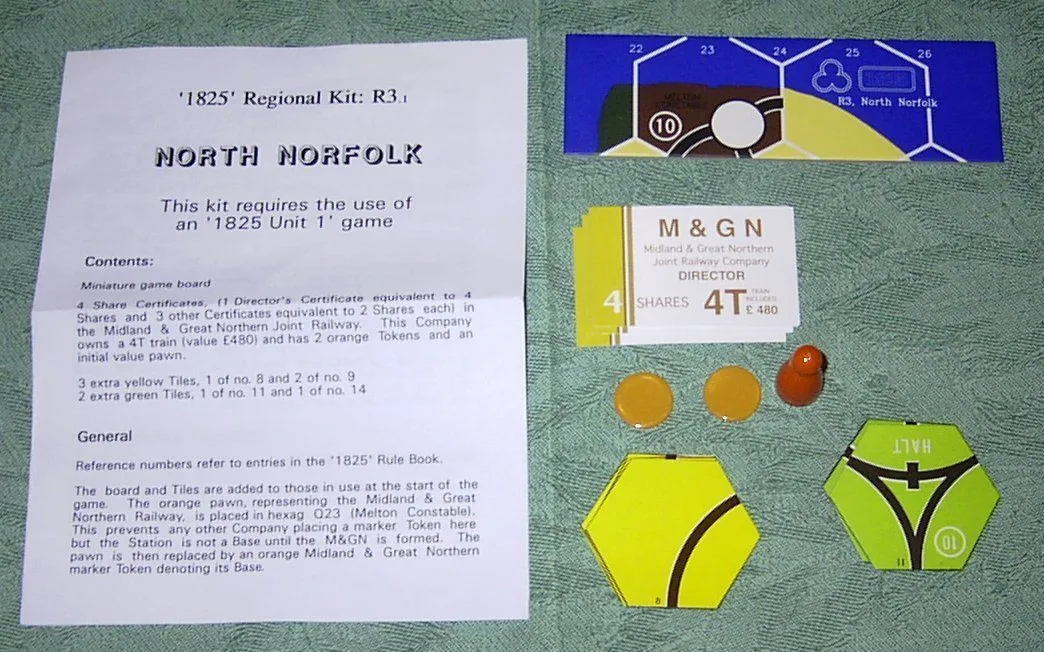 '1825' Regional Kit: R3.1
NORTH NORFOLK
This kit requires the use of
an '1825 Unit 1' game
Contents:
Miniature game board
4 Share Certificates, (1 Director's Certificate equivalent to 4
Shares and 3 other Certificates equivalent to 2 Shares each) in
the Midland & Great Northern Joint Railway. This Company
owns a 4T train (value £480) and has 2 orange Tokens and an
initial value pawn.
3 extra yellow Tiles, 1 of no. 8 and 2 of no. 9
2 extra green Tiles, 1 of no. 11 and 1 of no. 14
General
Reference numbers refer to entries in the '1825' Rule Book.
The board and Tiles are added to those in use at the start of the
game. The orange pawn, representing the Midland & Great
Northern Railway, is placed in hexag Q23 (Melton Constable).
This prevents any other Company placing a marker Token here
but the Station is not a Base until the M&GN is formed. The
pawn is then replaced by an orange Midland & Great Northern
marker Token denoting its Base.
22 23 24 25 26
MELTON
CONSTABLE
10
R3, North Norfolk
M & G N
Midland & Great Northern
Joint Railway Company
DIRECTOR
4 SHARES 4T TRAIN
INCLUDED
£ 480
8
HALT
10
11